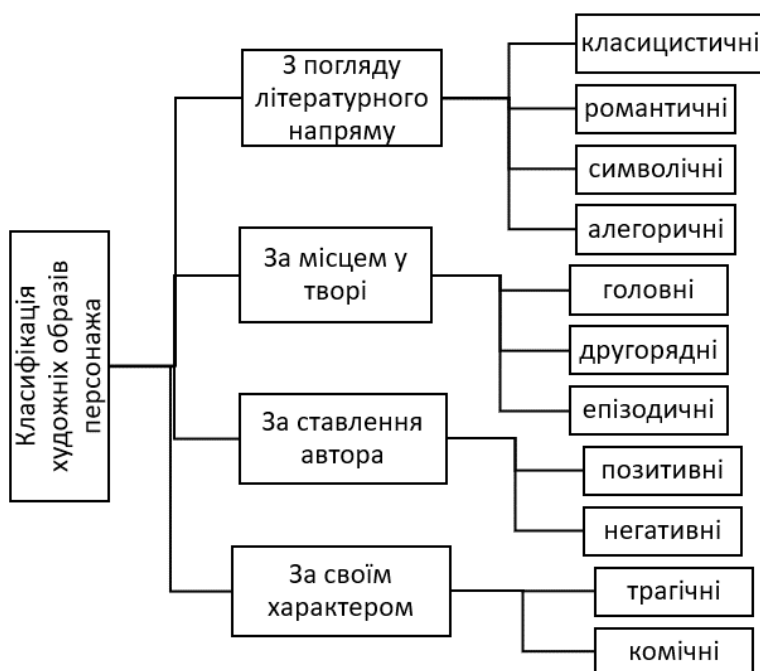 Класифікація
художніх образів
персонажа
З погляду
літературного
напряму
класицистичні
романтичні
символічні
алегоричні
За місцем у
творі
головні
другорядні
епізодичні
За ставлення
автора
позитивні
негативні
За своїм
характером
трагічні
комічні